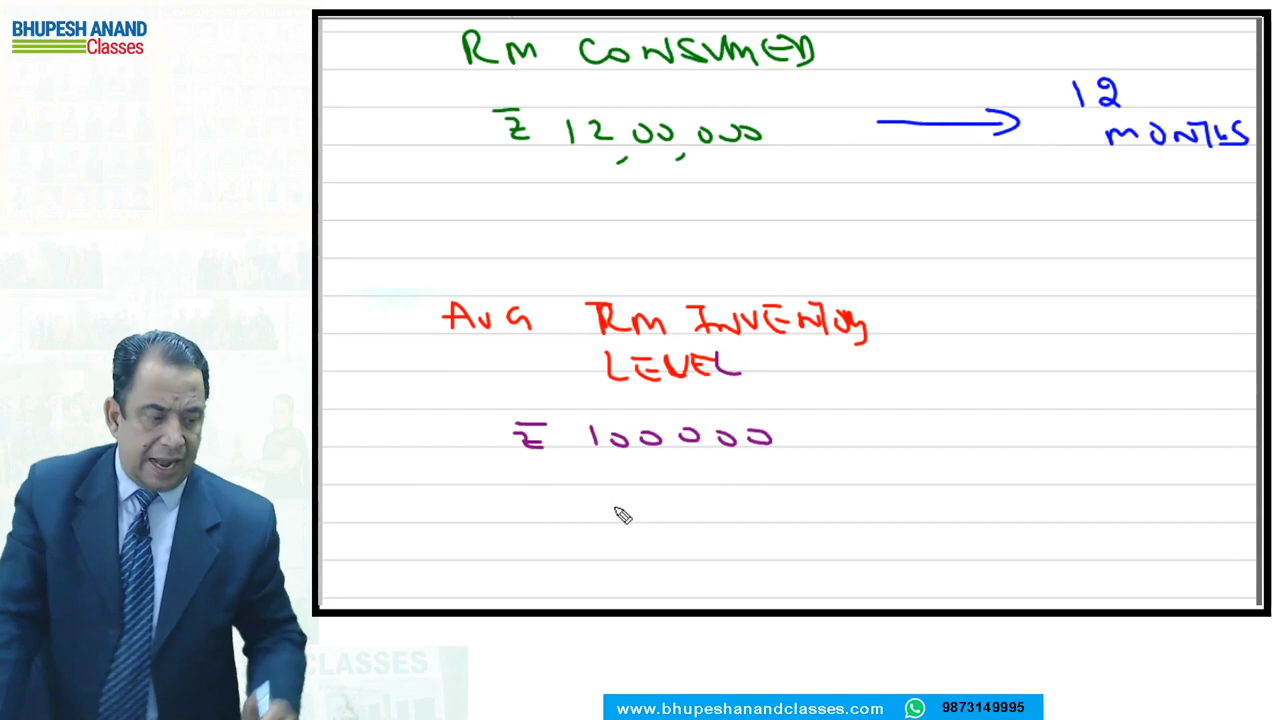 BHUPESH ANAND
Classes
RM CONSUMED
₹ 12,00,000
12
MONTHS
AVG RM INVENTORY
LEVEL
₹ 100000
CLASSES
www.bhupeshanandclasses.com 9873149995